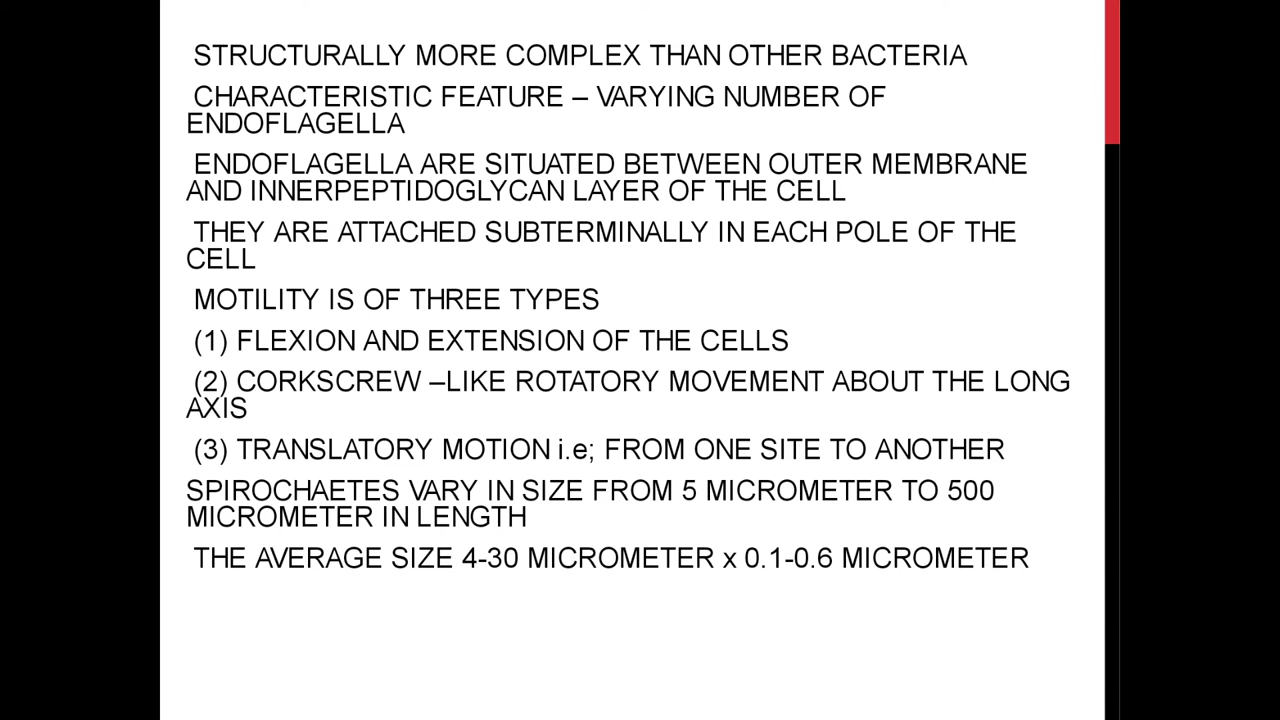 STRUCTURALLY MORE COMPLEX THAN OTHER BACTERIA
CHARACTERISTIC FEATURE – VARYING NUMBER OF
ENDOFLAGELLA
ENDOFLAGELLA ARE SITUATED BETWEEN OUTER MEMBRANE
AND INNERPEPTIDOGLYCAN LAYER OF THE CELL
THEY ARE ATTACHED SUBTERMINALLY IN EACH POLE OF THE
CELL
MOTILITY IS OF THREE TYPES
(1) FLEXION AND EXTENSION OF THE CELLS
(2) CORKSCREW –LIKE ROTATORY MOVEMENT ABOUT THE LONG
AXIS
(3) TRANSLATORY MOTION i.e; FROM ONE SITE TO ANOTHER
SPIROCHAETES VARY IN SIZE FROM 5 MICROMETER TO 500
MICROMETER IN LENGTH
THE AVERAGE SIZE 4-30 MICROMETER x 0.1-0.6 MICROMETER